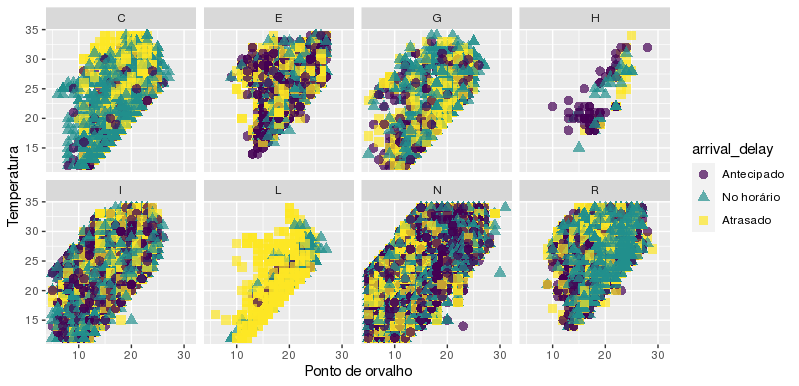 C E G H
35
30
25
20
15
I L N R
35
30
25
20
15
10 20 30 10 20 30 10 20 30 10 20 30
Temperatura
Ponto de orvalho
arrival_delay
Antecipado
No horário
Atrasado